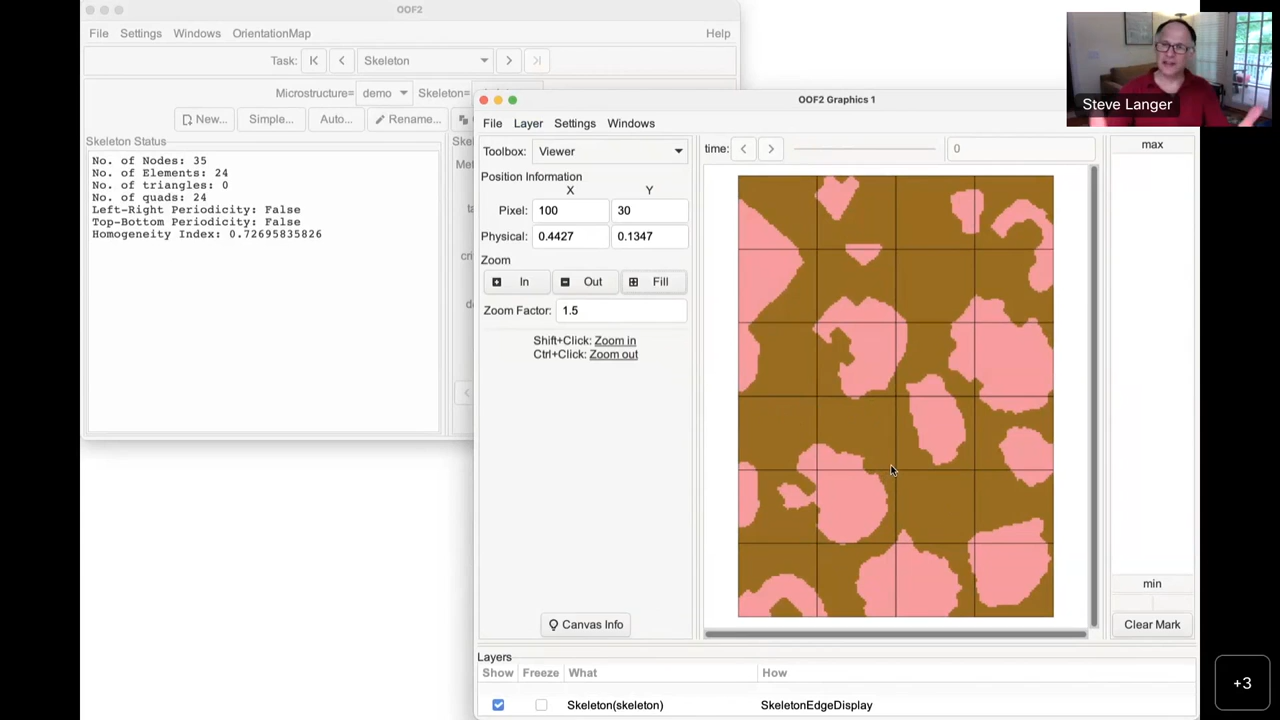 OOF2
File Settings Windows OrientationMap Help
Task: Skeleton
Microstructure= demo Skeleton=
New... Simple... Auto... Rename...
Skeleton Status
No. of Nodes: 35
No. of Elements: 24
No. of triangles: 0
No. of quads: 24
Left-Right Periodicity: False
Top-Bottom Periodicity: False
Homogeneity Index: 0.72695835826
OOF2 Graphics 1
File Layer Settings Windows
Toolbox: Viewer
time: 0
max
Position Information
X Y
Pixel: 100 30
Physical: 0.4427 0.1347
Zoom
In Out Fill
Zoom Factor: 1.5
Shift+Click: Zoom in
Ctrl+Click: Zoom out
min
Canvas Info
Clear Mark
Layers
Show Freeze What How
Skeleton(skeleton) SkeletonEdgeDisplay
Steve Langer
+3